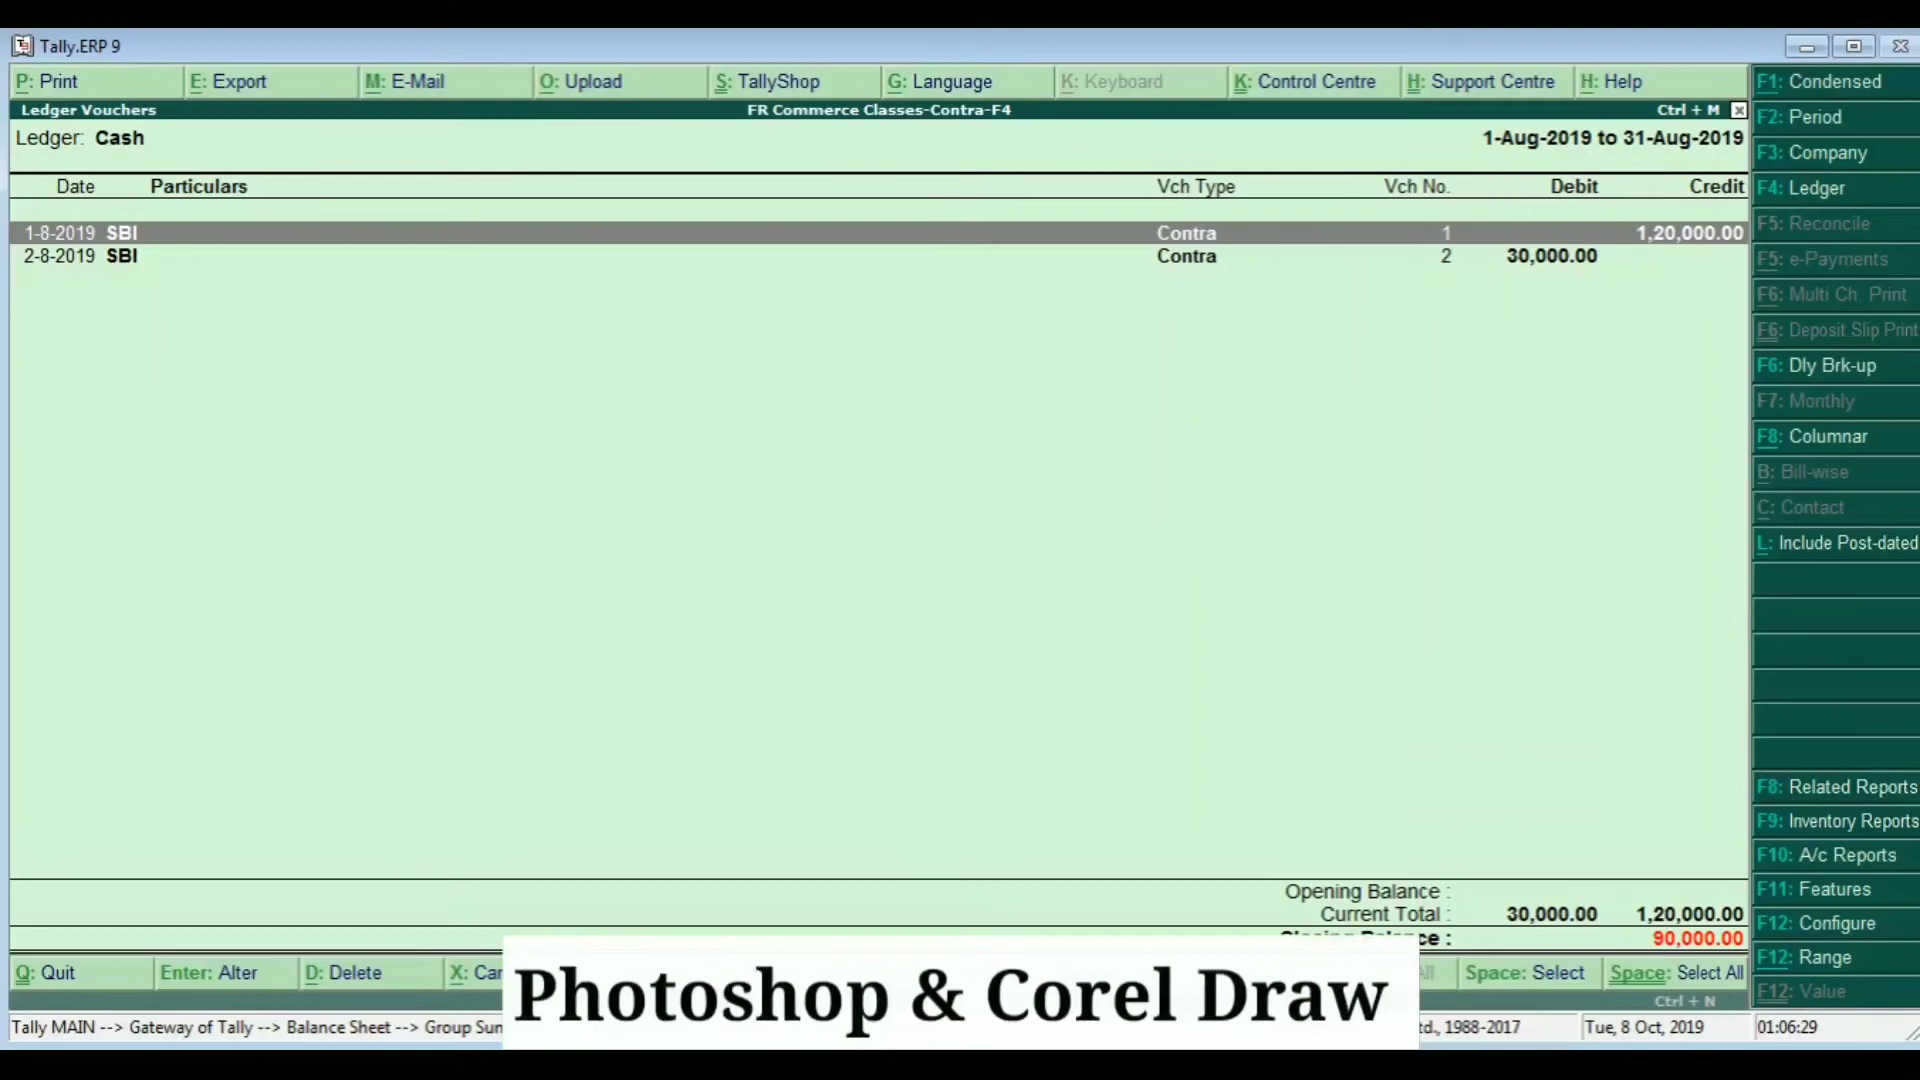 Tally.ERP 9
P: Print E: Export M: E-Mail O: Upload S: TallyShop G: Language K: Keyboard K: Control Centre H: Support Centre H: Help
Ledger Vouchers FR Commerce Classes-Contra-F4 Ctrl + M
Ledger: Cash 1-Aug-2019 to 31-Aug-2019
Date Particulars Vch Type Vch No. Debit Credit
1-8-2019 SBI Contra 1 1,20,000.00
2-8-2019 SBI Contra 2 30,000.00
Opening Balance :
Current Total : 30,000.00 1,20,000.00
Closing Balance : 90,000.00
Q: Quit Enter: Alter D: Delete X: Can Space: Select Space: Select All
Ctrl + N
Tally MAIN --> Gateway of Tally --> Balance Sheet --> Group Sum td., 1988-2017 Tue, 8 Oct, 2019 01:06:29
Photoshop & Corel Draw
F1: Condensed
F2: Period
F3: Company
F4: Ledger
F5: Reconcile
F5: e-Payments
F6: Multi Ch. Print
F6: Deposit Slip Print
F6: Dly Brk-up
F7: Monthly
F8: Columnar
B: Bill-wise
C: Contact
L: Include Post-dated
F8: Related Reports
F9: Inventory Reports
F10: A/c Reports
F11: Features
F12: Configure
F12: Range
F12: Value